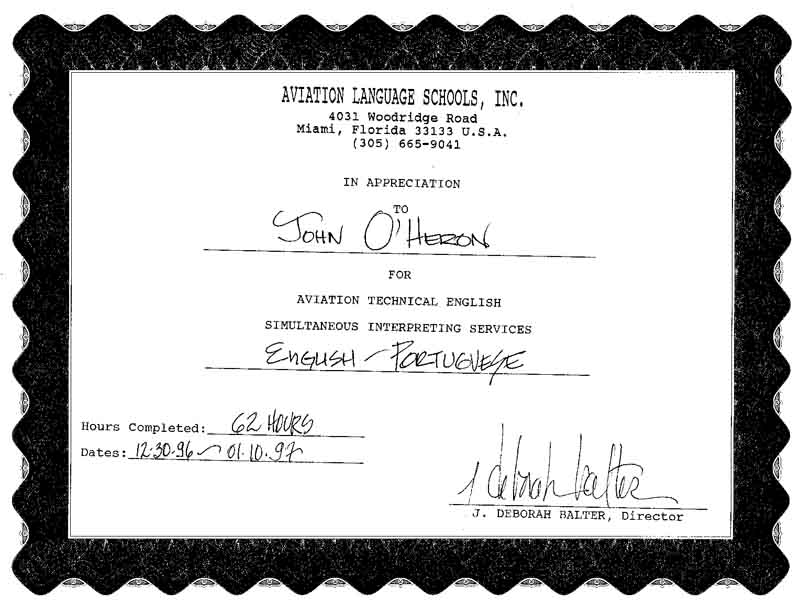 AVIATION LANGUAGE SCHOOLS, INC.
4031 Woodridge Road
Miami, Florida 33133 U.S.A.
(305) 665-9041
IN APPRECIATION
TO
JOHN O'HERON
FOR
AVIATION TECHNICAL ENGLISH
SIMULTANEOUS INTERPRETING SERVICES
ENGLISH - PORTUGUESE
Hours Completed: 62 HOURS
Dates: 12.30.96 ~ 01.10.97
J deborah balter
J. DEBORAH BALTER, Director